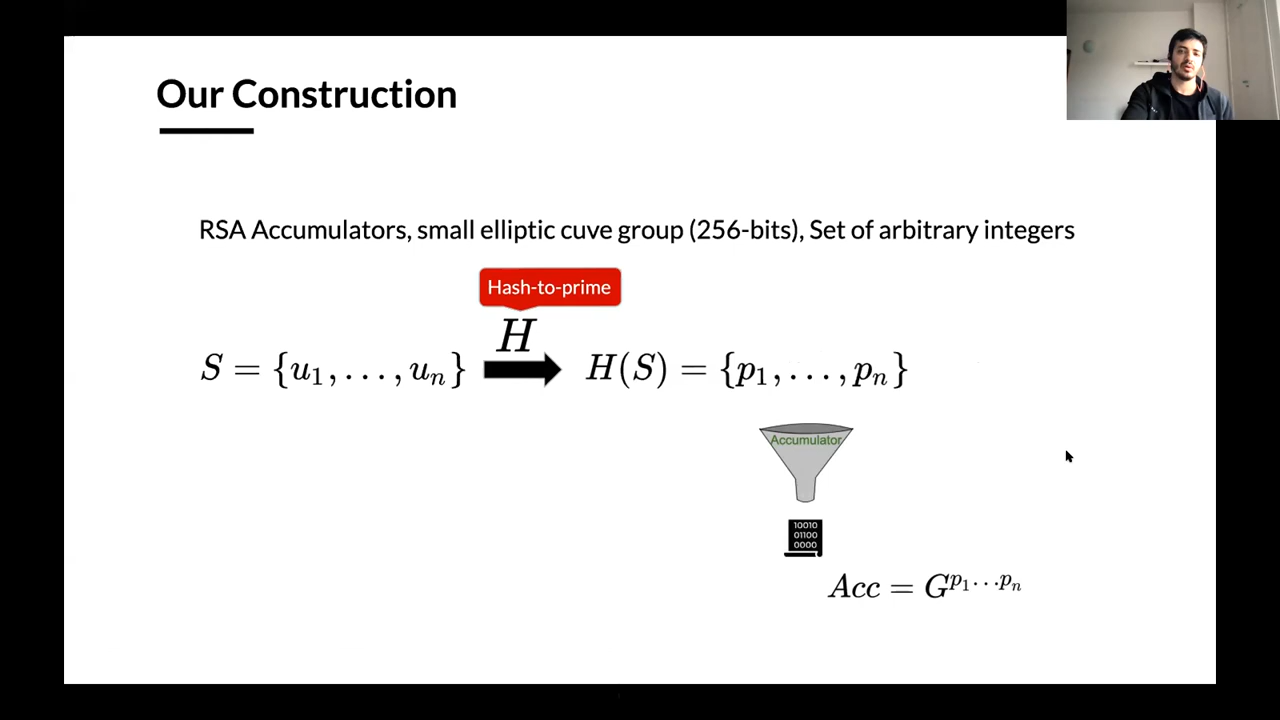 Our Construction
RSA Accumulators, small elliptic cuve group (256-bits), Set of arbitrary integers
Hash-to-prime
H
S = {u₁, . . . , uₙ}
H(S) = {p₁, . . . , pₙ}
Accumulator
10010
01100
0000
Acc = G^{p₁···pₙ}